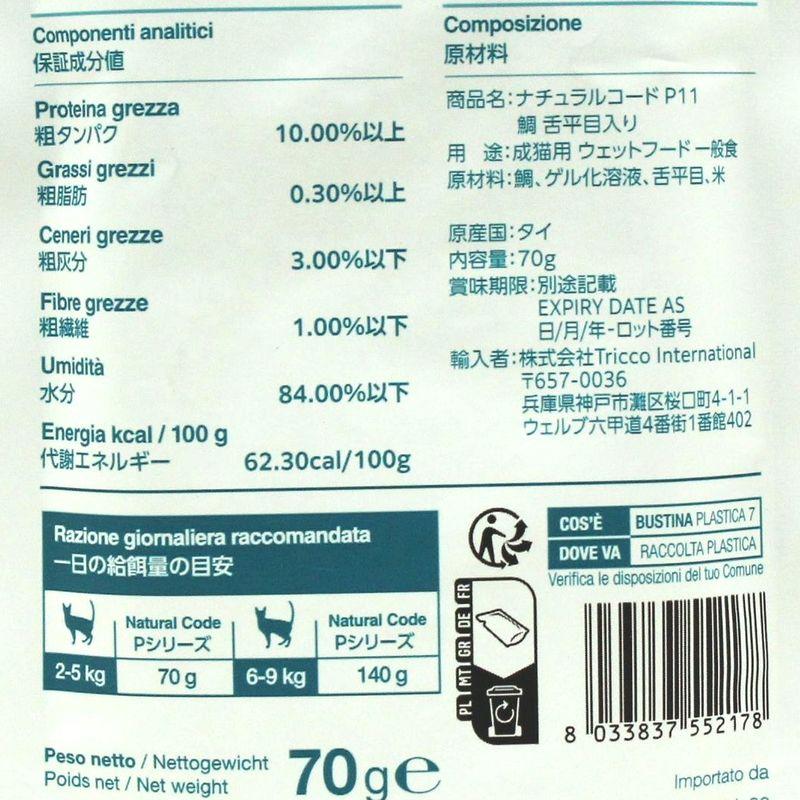 Componenti analitici
保証成分値
Proteina grezza
粗タンパク 10.00%以上
Grassi grezzi
粗脂肪 0.30%以上
Ceneri grezze
粗灰分 3.00%以下
Fibre grezze
粗繊維 1.00%以下
Umidità
水分 84.00%以下
Energia kcal / 100 g
代謝エネルギー 62.30cal/100g
Composizione
原材料
商品名:ナチュラルコード P11
鯛 舌平目入り
用 途:成猫用 ウェットフード 一般食
原材料:鯛、ゲル化溶液、舌平目、米
原産国:タイ
内容量:70g
賞味期限:別途記載
EXPIRY DATE AS
日/月/年-ロット番号
輸入者:株式会社Tricco International
〒657-0036
兵庫県神戸市灘区桜口町4-1-1
ウェルブ六甲道4番街1番館402
Razione giornaliera raccomandata
一日の給餌量の目安
Natural Code
Pシリーズ
Natural Code
Pシリーズ
2-5 kg 70 g 6-9 kg 140 g
COS'È BUSTINA PLASTICA 7
DOVE VA RACCOLTA PLASTICA
Verifica le disposizioni del tuo Comune
PL MT GR DE FR
8 033837 552178
Peso netto / Nettogewicht
Poids net / Net weight
70 g e
Importato da